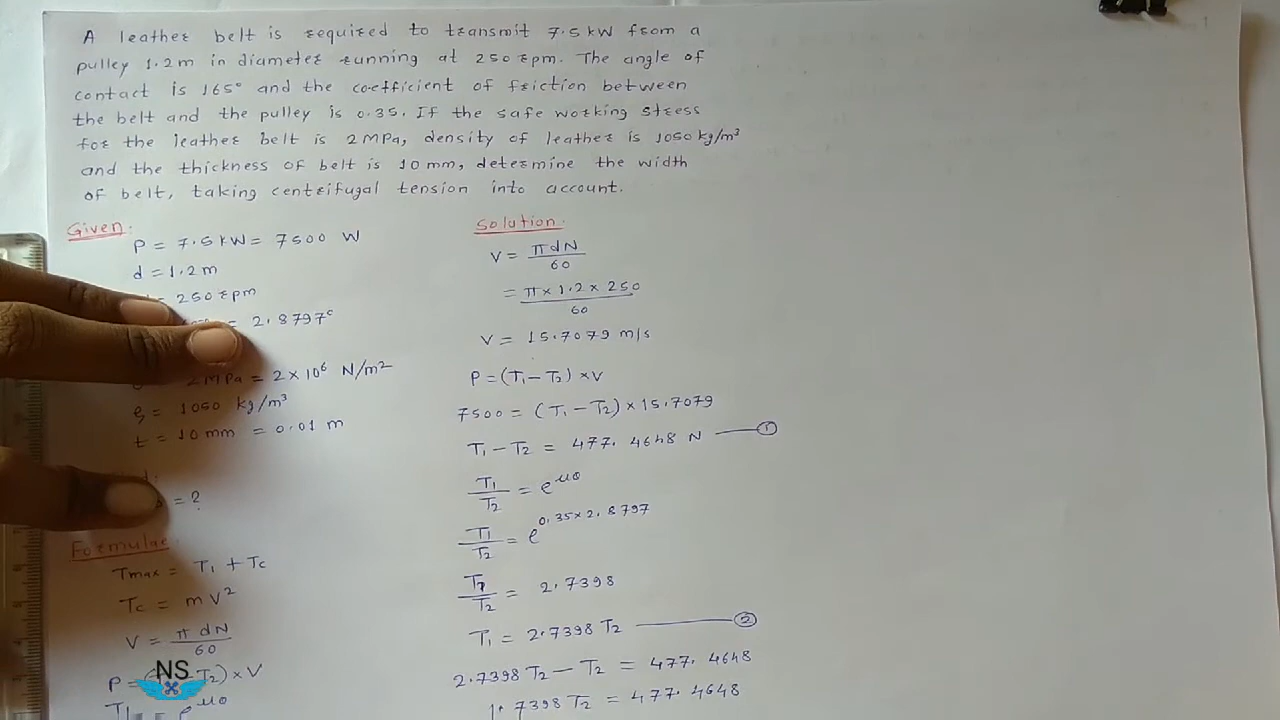 A leather belt is required to transmit 7.5 kW from a
pulley 1.2 m in diameter running at 250 rpm. The angle of
contact is 165° and the coefficient of friction between
the belt and the pulley is 0.35. If the safe working stress
for the leather belt is 2 MPa, density of leather is 1050 kg/m³
and the thickness of belt is 10 mm, determine the width
of belt, taking centrifugal tension into account.
Given:
P = 7.5 kW = 7500 W
d = 1.2 m
250 rpm
= 2.8797ᶜ
2 MPa = 2 × 10⁶ N/m²
ρ = 1050 kg/m³
t = 10 mm = 0.01 m
= ?
Formulae:
Tmax = T₁ + Tc
Tc = m V²
V = πdN/60
P = (T₁ - T₂) × V
T₁ = e^μθ
Solution:
V = πdN/60
= π × 1.2 × 250/60
V = 15.7079 m/s
P = (T₁ - T₂) × V
7500 = (T₁ - T₂) × 15.7079
T₁ - T₂ = 477.4648 N —— ①
T₁/T₂ = e^μθ
T₁/T₂ = e^0.35×2.8797
T₁/T₂ = 2.7398
T₁ = 2.7398 T₂ —— ②
2.7398 T₂ - T₂ = 477.4648
1.7398 T₂ = 477.4648
NS